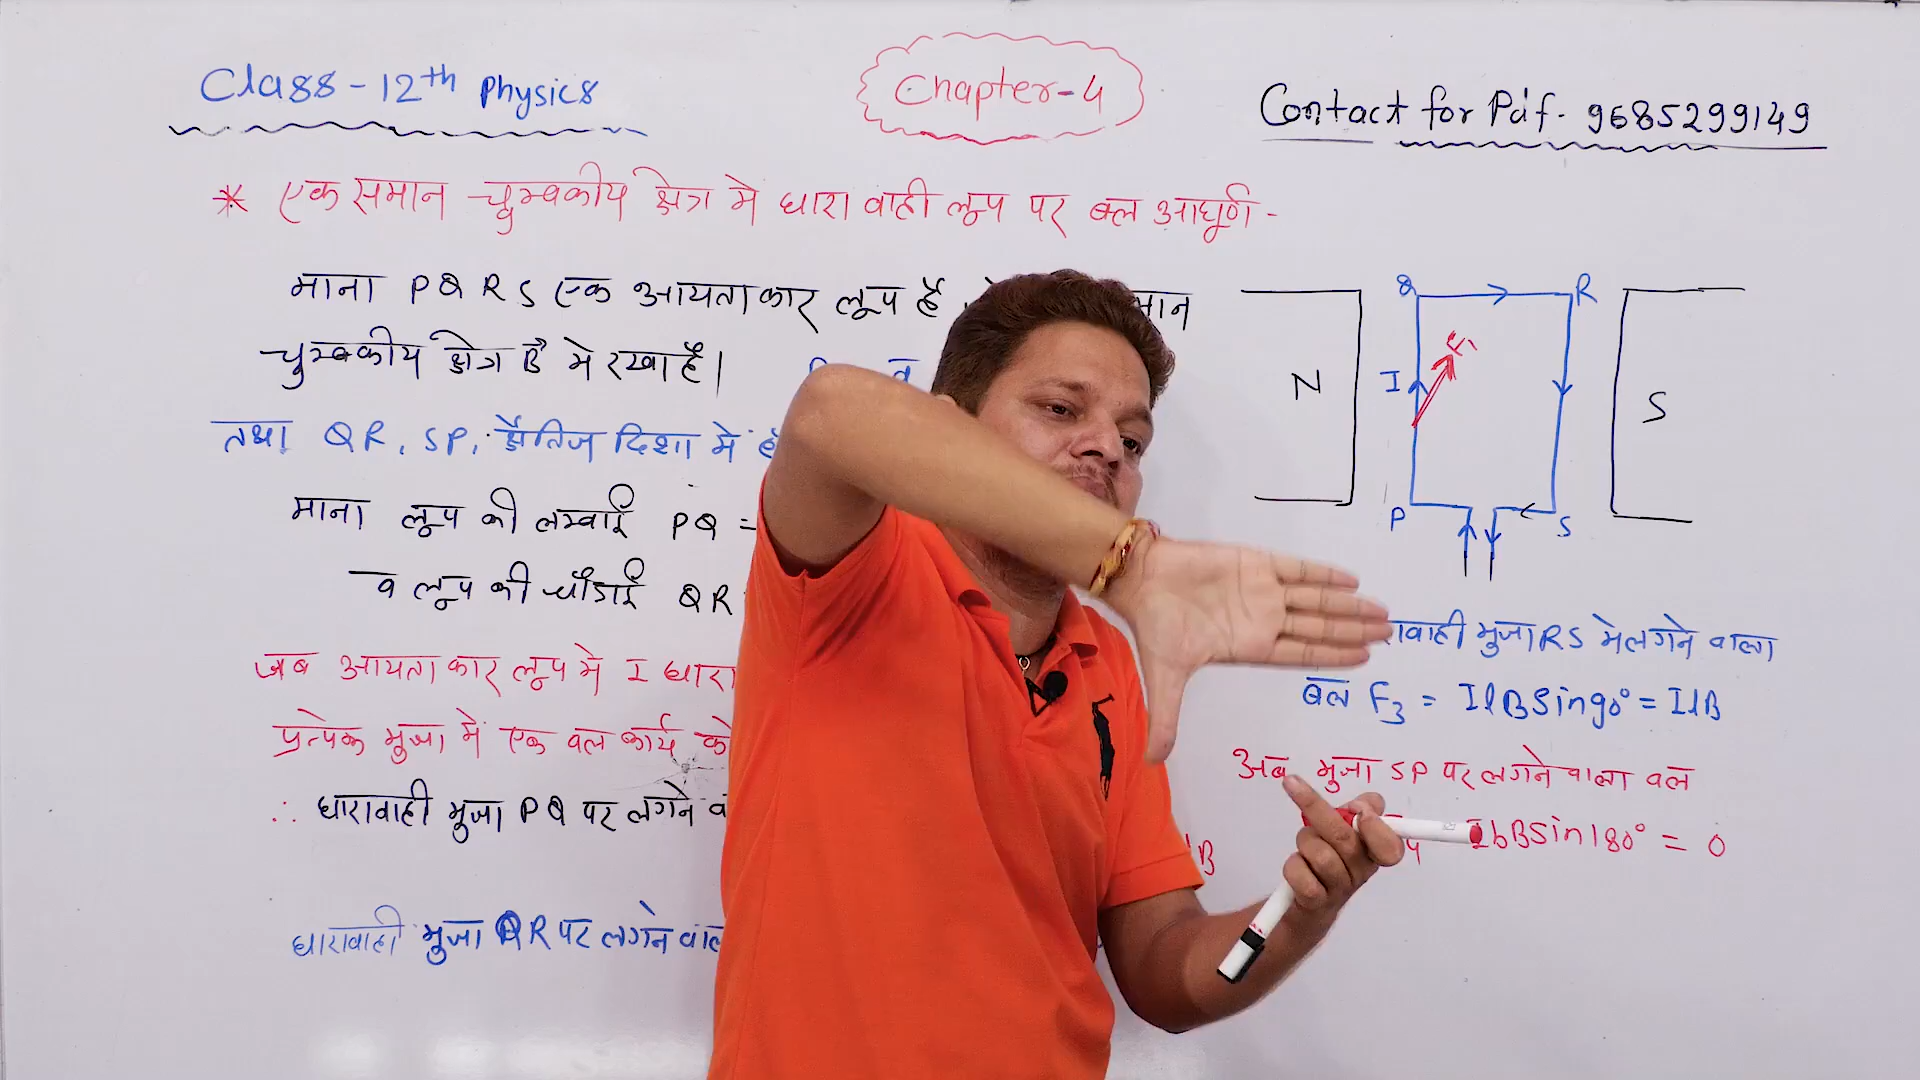 Class - 12th Physics
Chapter-4
Contact for Pdf - 9685299149
* एक समान चुम्बकीय क्षेत्र मे धारा वाही लूप पर बल आघूर्ण -
माना PQRS एक आयताकार लूप है
चुम्बकीय क्षेत्र B मे रखा है।
तथा QR, SP, क्षैतिज दिशा मे
माना लूप की लम्बाई PQ =
व लूप की चौडाई QR
जब आयताकार लूप मे I धारा
प्रत्येक भुजा मे एक बल कार्य
∴ धारावाही भुजा PQ पर लगने
धारावाही भुजा QR पर लगने
Q R
F₁
N I S
P S
भुजा RS मे लगने वाला
बल F₃ = IlBSin90° = IlB
अब भुजा SP पर लगने वाला बल
IbBSin180° = 0